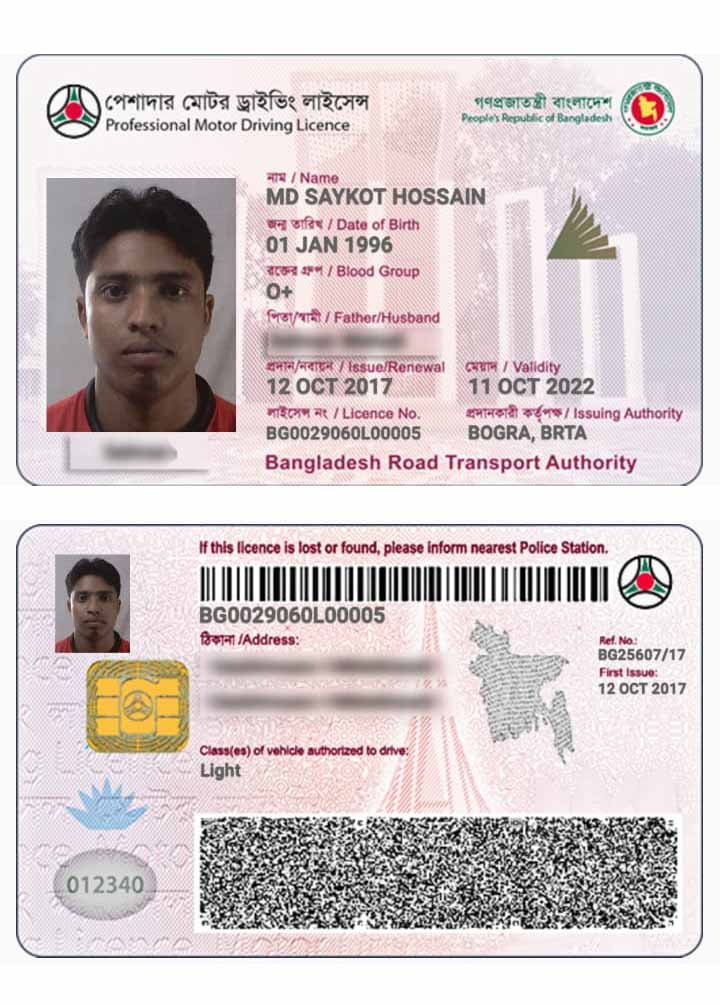 পেশাদার মোটর ড্রাইভিং লাইসেন্স
Professional Motor Driving Licence
গণপ্রজাতন্ত্রী বাংলাদেশ
People's Republic of Bangladesh
নাম / Name
MD SAYKOT HOSSAIN
জন্ম তারিখ / Date of Birth
01 JAN 1996
রক্তের গ্রুপ / Blood Group
O+
পিতা/স্বামী / Father/Husband
প্রদান/নবায়ন / Issue/Renewal
12 OCT 2017
মেয়াদ / Validity
11 OCT 2022
লাইসেন্স নং / Licence No.
BG0029060L00005
প্রদানকারী কর্তৃপক্ষ / Issuing Authority
BOGRA, BRTA
Bangladesh Road Transport Authority
If this licence is lost or found, please inform nearest Police Station.
BG0029060L00005
ঠিকানা /Address:
Ref. No.:
BG25607/17
First Issue:
12 OCT 2017
Class(es) of vehicle authorized to drive:
Light
012340